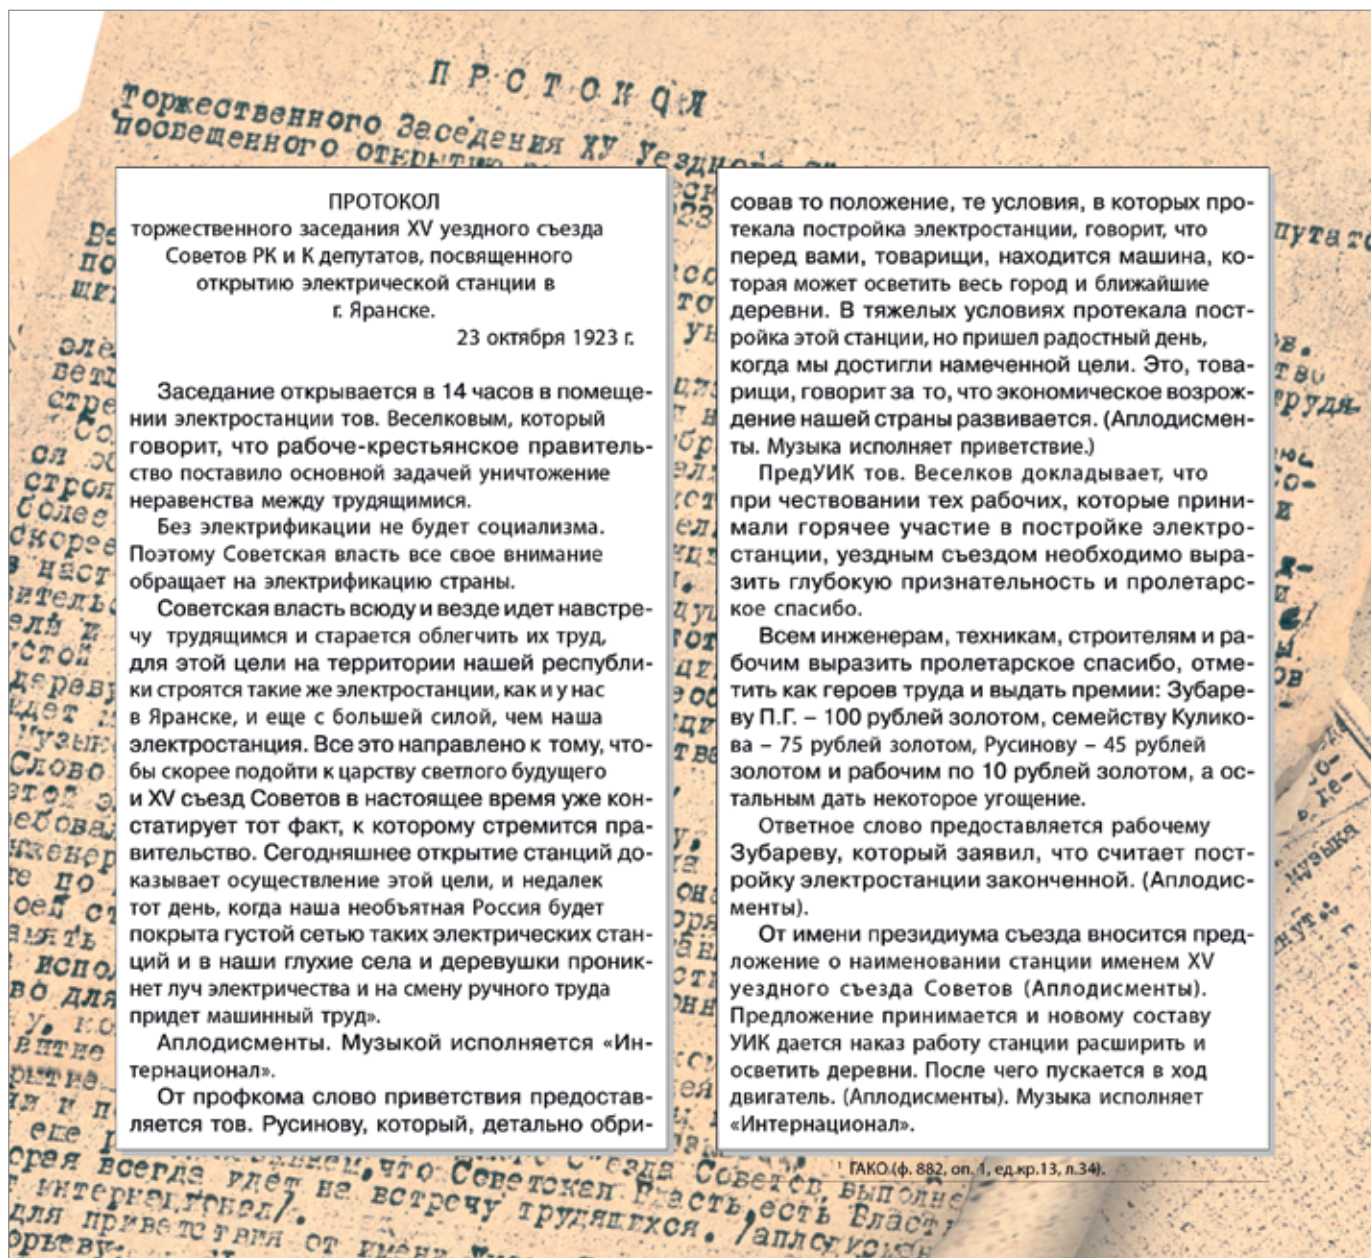 ПРОТОКОЛ
торжественного Заседания XV Уездного
посвещенного
ПРОТОКОЛ
торжественного заседания XV уездного съезда
Советов РК и К депутатов, посвященного
открытию электрической станции в
г. Яранске.
23 октября 1923 г.
Заседание открывается в 14 часов в помеще-
нии электростанции тов. Веселковым, который
говорит, что рабоче-крестьянское правитель-
ство поставило основной задачей уничтожение
неравенства между трудящимися.
Без электрификации не будет социализма.
Поэтому Советская власть все свое внимание
обращает на электрификацию страны.
Советская власть всюду и везде идет навстре-
чу трудящимся и старается облегчить их труд,
для этой цели на территории нашей республи-
ки строятся такие же электростанции, как и у нас
в Яранске, и еще с большей силой, чем наша
электростанция. Все это направлено к тому, что-
бы скорее подойти к царству светлого будущего
и XV съезд Советов в настоящее время уже кон-
статирует тот факт, к которому стремится пра-
вительство. Сегодняшнее открытие станций до-
казывает осуществление этой цели, и недалек
тот день, когда наша необъятная Россия будет
покрыта густой сетью таких электрических стан-
ций и в наши глухие села и деревушки проник-
нет луч электричества и на смену ручного труда
придет машинный труд».
Аплодисменты. Музыкой исполняется «Ин-
тернационал».
От профкома слово приветствия предостав-
ляется тов. Русинову, который, детально обри-
совав то положение, те условия, в которых про-
текала постройка электростанции, говорит, что
перед вами, товарищи, находится машина, ко-
торая может осветить весь город и ближайшие
деревни. В тяжелых условиях протекала пост-
ройка этой станции, но пришел радостный день,
когда мы достигли намеченной цели. Это, това-
рищи, говорит за то, что экономическое возрож-
дение нашей страны развивается. (Аплодисмен-
ты. Музыка исполняет приветствие.)
ПредУИК тов. Веселков докладывает, что
при чествовании тех рабочих, которые прини-
мали горячее участие в постройке электро-
станции, уездным съездом необходимо выра-
зить глубокую признательность и пролетарс-
кое спасибо.
Всем инженерам, техникам, строителям и ра-
бочим выразить пролетарское спасибо, отме-
тить как героев труда и выдать премии: Зубаре-
ву П.Г. – 100 рублей золотом, семейству Кулико-
ва – 75 рублей золотом, Русинову – 45 рублей
золотом и рабочим по 10 рублей золотом, а ос-
тальным дать некоторое угощение.
Ответное слово предоставляется рабочему
Зубареву, который заявил, что считает пост-
ройку электростанции законченной. (Аплодис-
менты).
От имени президиума съезда вносится пред-
ложение о наименовании станции именем XV
уездного съезда Советов (Аплодисменты).
Предложение принимается и новому составу
УИК дается наказ работу станции расширить и
осветить деревни. После чего пускается в ход
двигатель. (Аплодисменты). Музыка исполняет
«Интернационал».
¹ ГАКО.(ф. 882, оп. 1, ед.кр.13, л.34).
всегда идет на встречу трудящихся.
для приветствия от имени